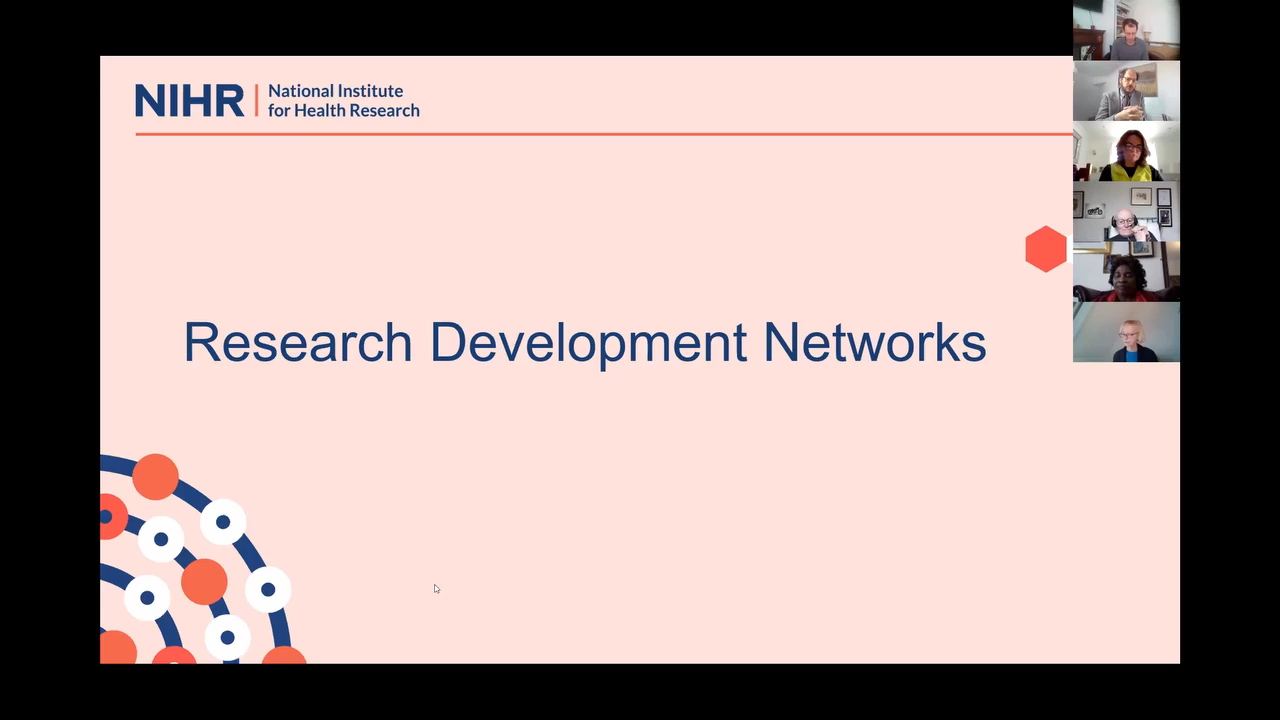 NIHR
National Institute
for Health Research
Research Development Networks